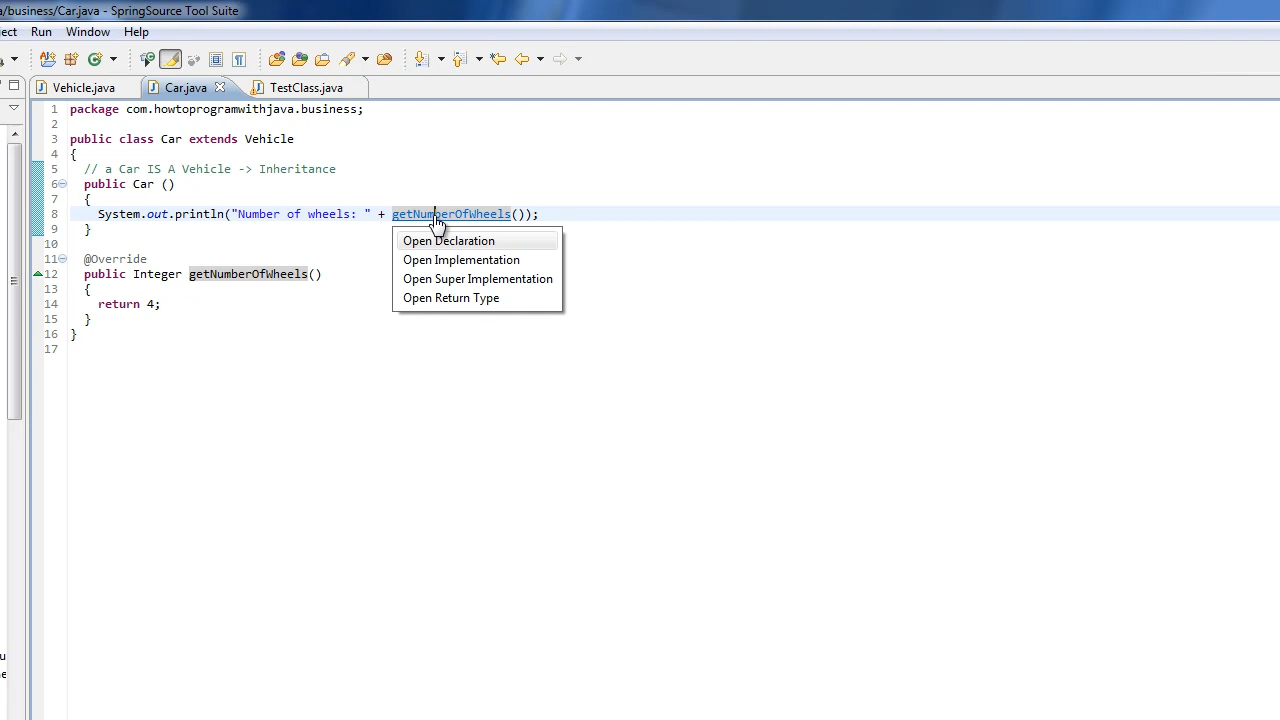 a/business/Car.java - SpringSource Tool Suite
ject Run Window Help
Vehicle.java Car.java TestClass.java
1 package com.howtoprogramwithjava.business;
2
3 public class Car extends Vehicle
4 {
5 // a Car IS A Vehicle -> Inheritance
6 public Car ()
7 {
8 System.out.println("Number of wheels: " + getNumberOfWheels());
9 }
10
11 @Override
12 public Integer getNumberOfWheels()
13 {
14 return 4;
15 }
16 }
17
Open Declaration
Open Implementation
Open Super Implementation
Open Return Type